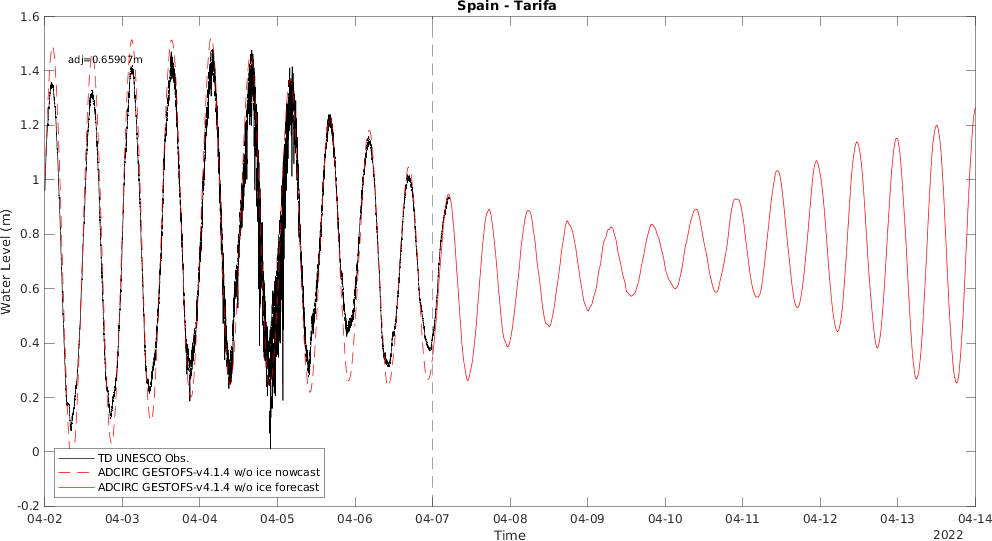 Spain - Tarifa
1.6
1.4
1.2
1
0.8
0.6
0.4
0.2
0
-0.2
Water Level (m)
adj=0.65907m
TD UNESCO Obs.
ADCIRC GESTOFS-v4.1.4 w/o ice nowcast
ADCIRC GESTOFS-v4.1.4 w/o ice forecast
04-02 04-03 04-04 04-05 04-06 04-07 04-08 04-09 04-10 04-11 04-12 04-13 04-14
Time
2022